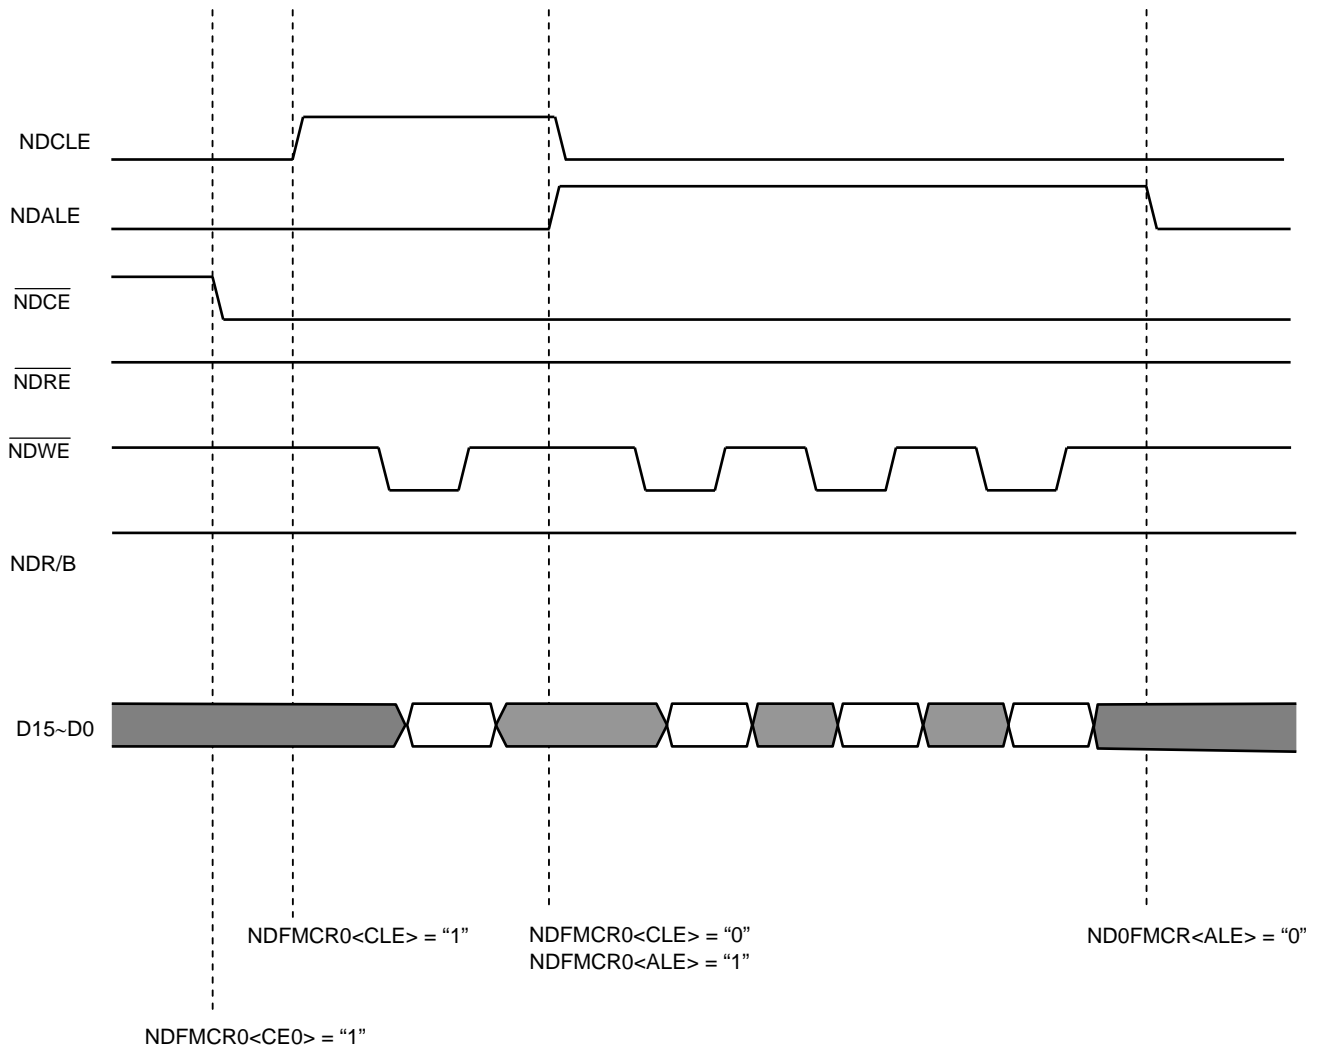 NDCLE
NDALE
NDCE
NDRE
NDWE
NDR/B
D15~D0
NDFMCR0<CLE> = “1”
NDFMCR0<CLE> = “0”
NDFMCR0<ALE> = “1”
ND0FMCR<ALE> = “0”
NDFMCR0<CE0> = “1”